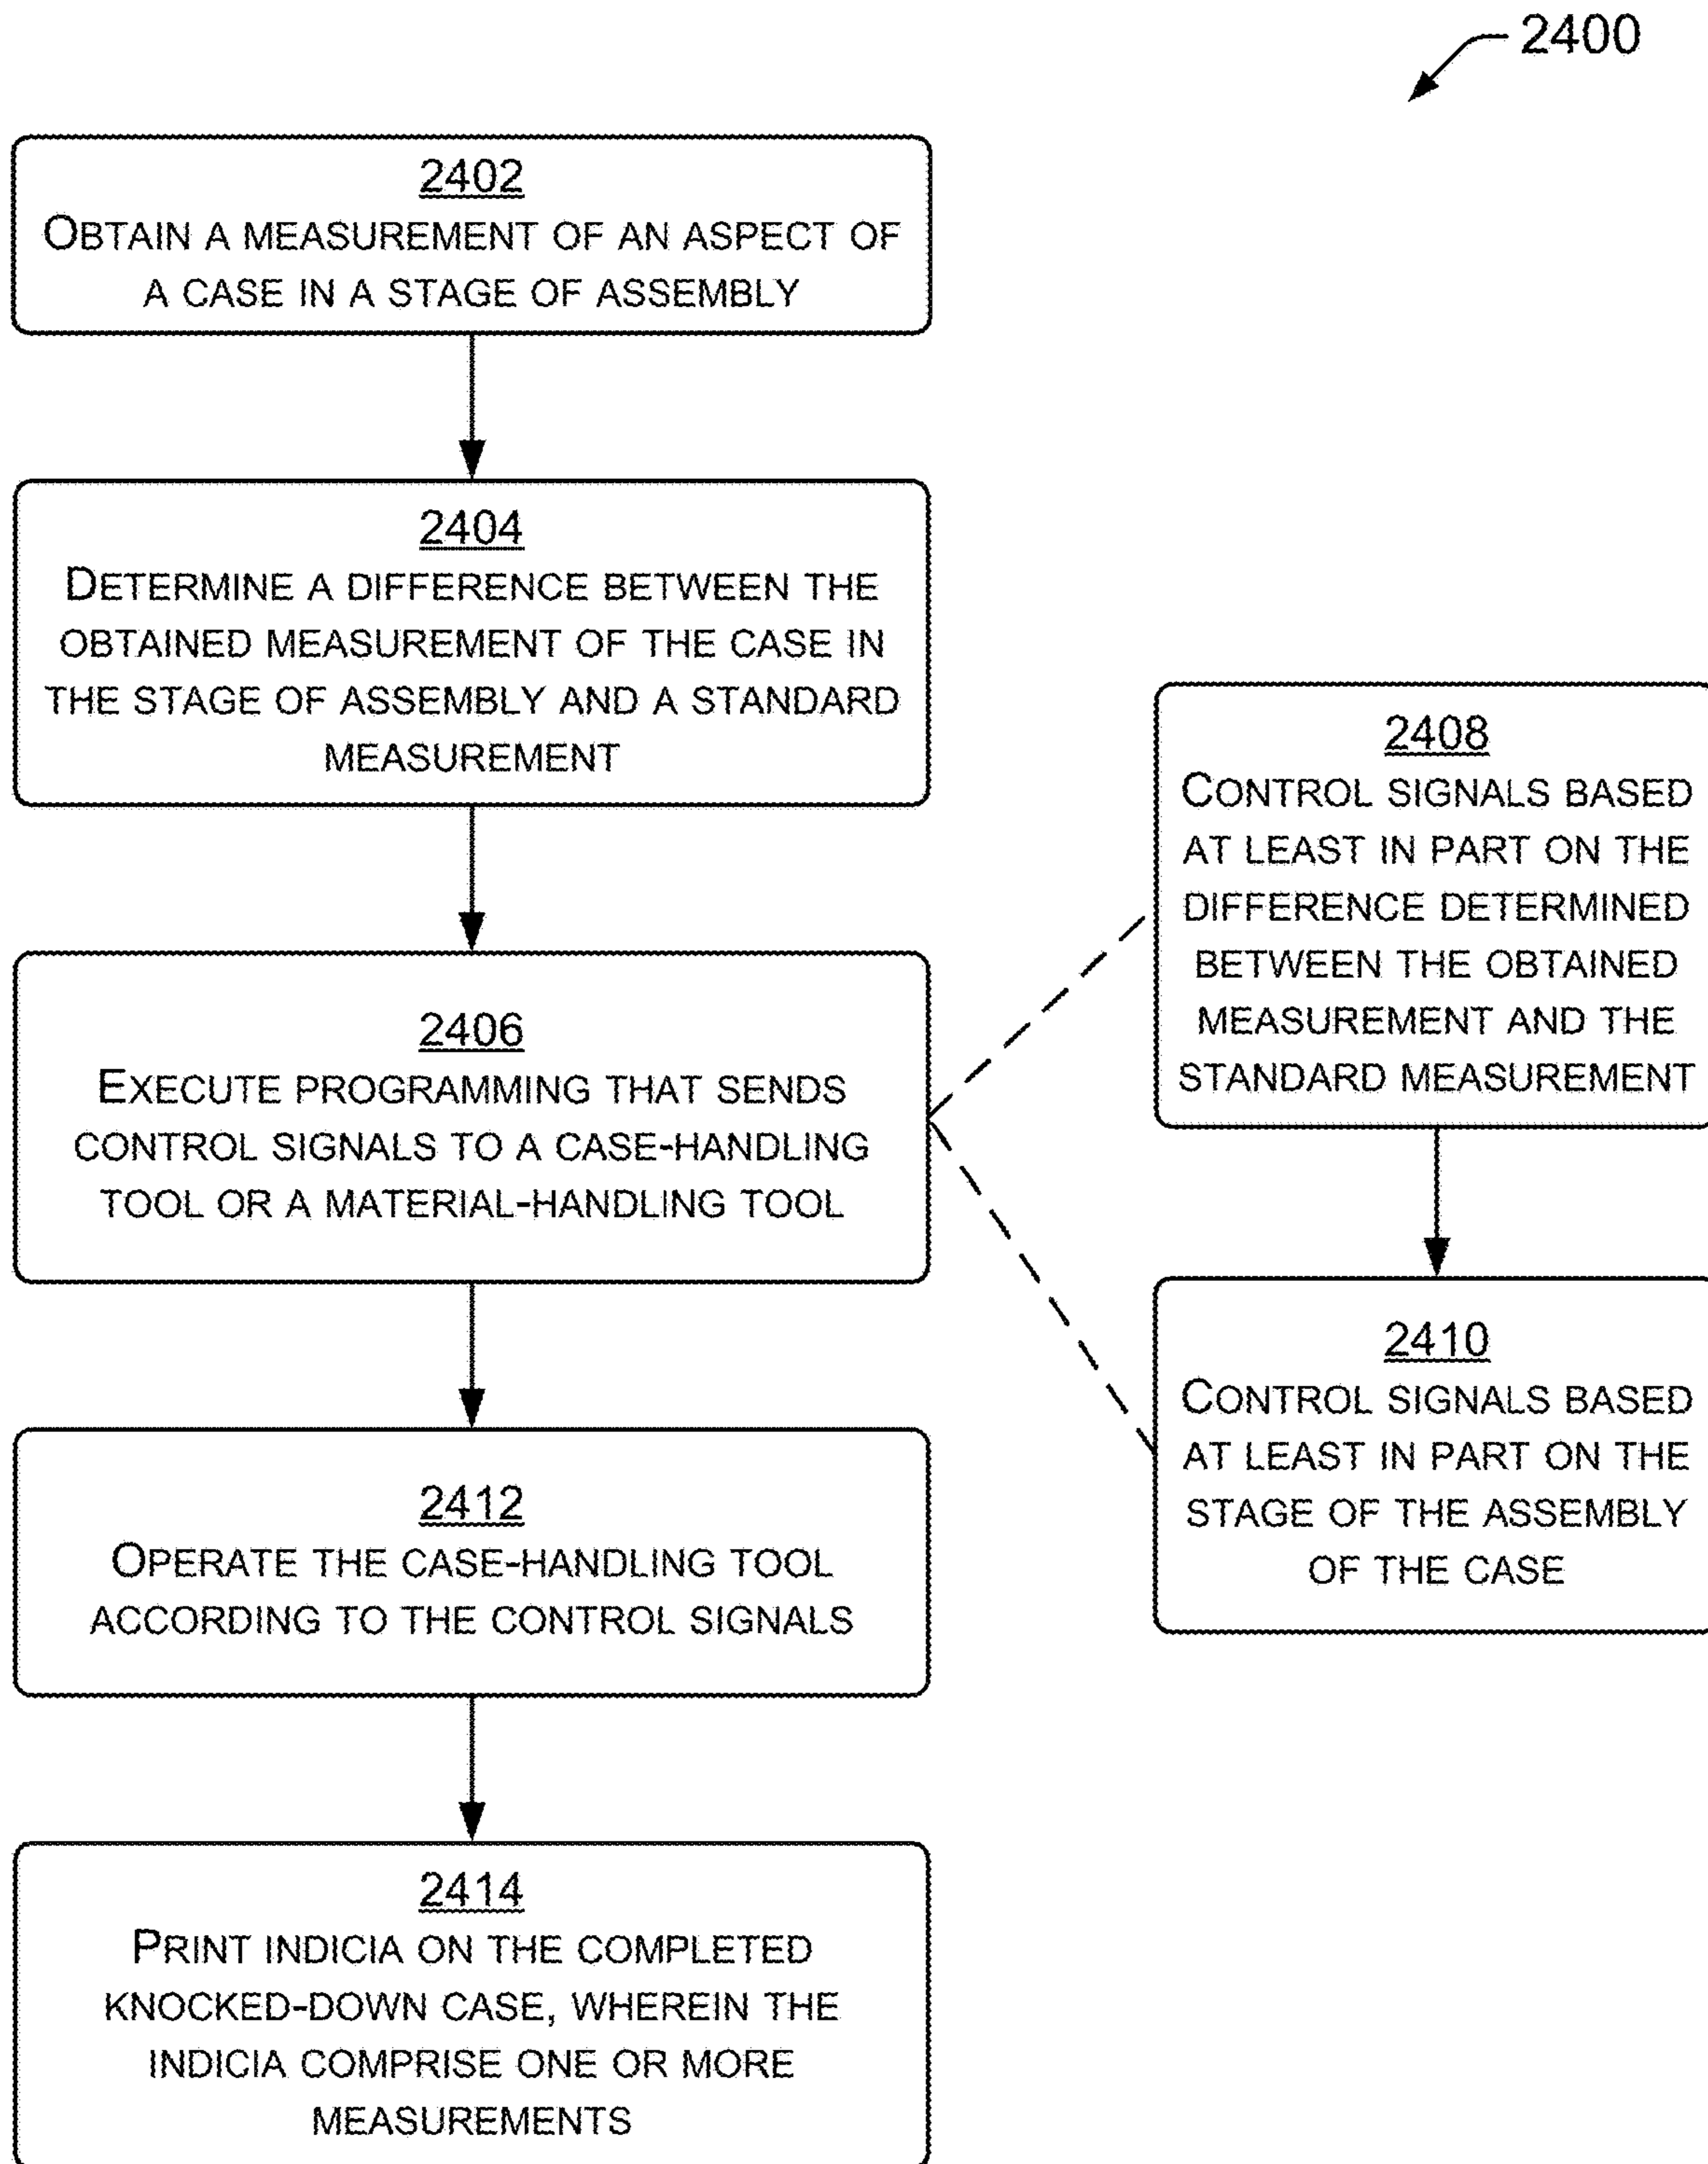 2400
2402
OBTAIN A MEASUREMENT OF AN ASPECT OF
A CASE IN A STAGE OF ASSEMBLY
2404
DETERMINE A DIFFERENCE BETWEEN THE
OBTAINED MEASUREMENT OF THE CASE IN
THE STAGE OF ASSEMBLY AND A STANDARD
MEASUREMENT
2406
EXECUTE PROGRAMMING THAT SENDS
CONTROL SIGNALS TO A CASE-HANDLING
TOOL OR A MATERIAL-HANDLING TOOL
2408
CONTROL SIGNALS BASED
AT LEAST IN PART ON THE
DIFFERENCE DETERMINED
BETWEEN THE OBTAINED
MEASUREMENT AND THE
STANDARD MEASUREMENT
2410
CONTROL SIGNALS BASED
AT LEAST IN PART ON THE
STAGE OF THE ASSEMBLY
OF THE CASE
2412
OPERATE THE CASE-HANDLING TOOL
ACCORDING TO THE CONTROL SIGNALS
2414
PRINT INDICIA ON THE COMPLETED
KNOCKED-DOWN CASE, WHEREIN THE
INDICIA COMPRISE ONE OR MORE
MEASUREMENTS